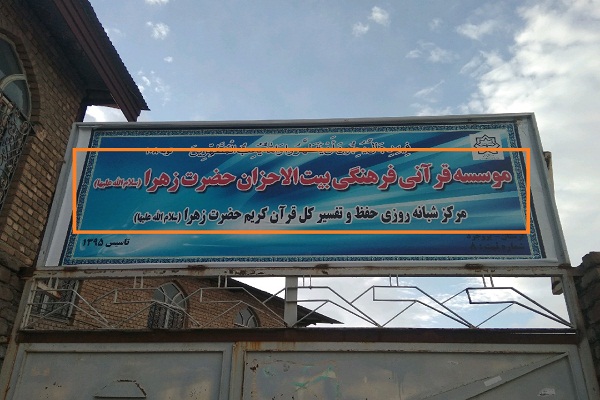 موسسه قرآنی فرهنگی بیت الاحزان حضرت زهرا (سلام الله علیها)
مرکز شبانه روزی حفظ و تفسیر کل قرآن کریم حضرت زهرا (سلام الله علیها)
تاسیس ۱۳۹۵